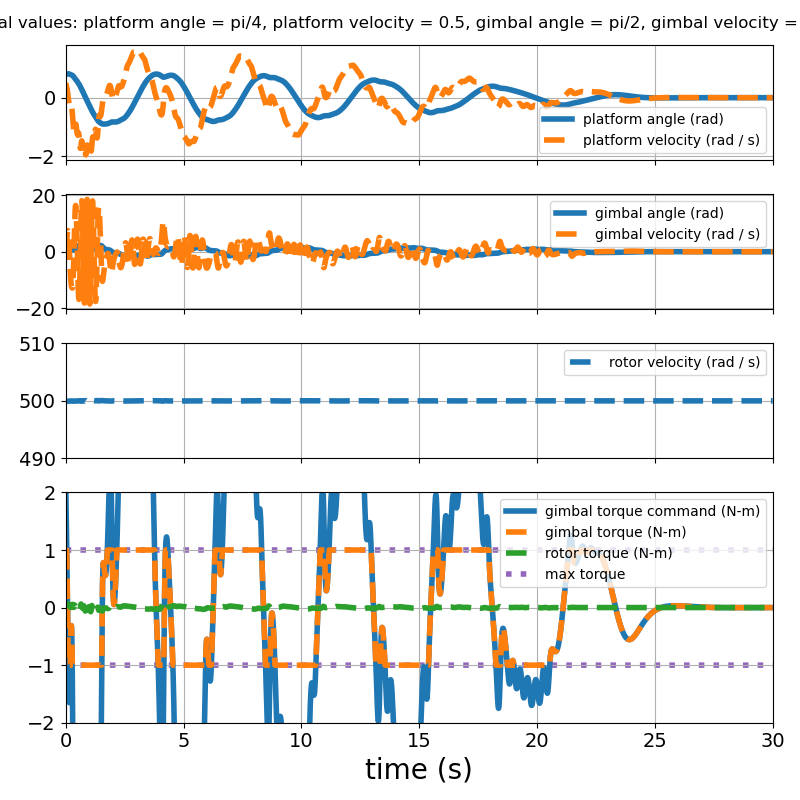 al values: platform angle = pi/4, platform velocity = 0.5, gimbal angle = pi/2, gimbal velocity =
0
−2
platform angle (rad)
platform velocity (rad / s)
20
0
−20
gimbal angle (rad)
gimbal velocity (rad / s)
510
500
490
rotor velocity (rad / s)
2
1
0
−1
−2
gimbal torque command (N-m)
gimbal torque (N-m)
rotor torque (N-m)
max torque
0 5 10 15 20 25 30
time (s)